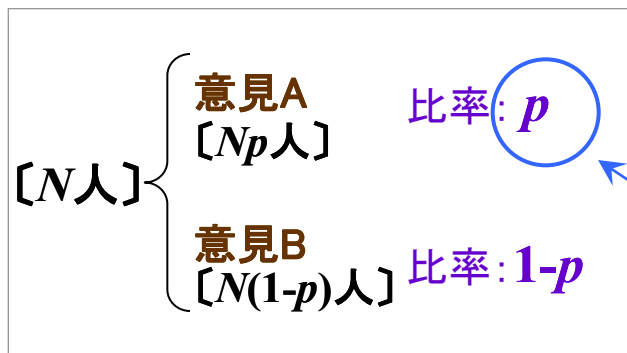 意見A
〔Np人〕
比率：p
〔N人〕
意見B
〔N(1-p)人〕
比率：1-p